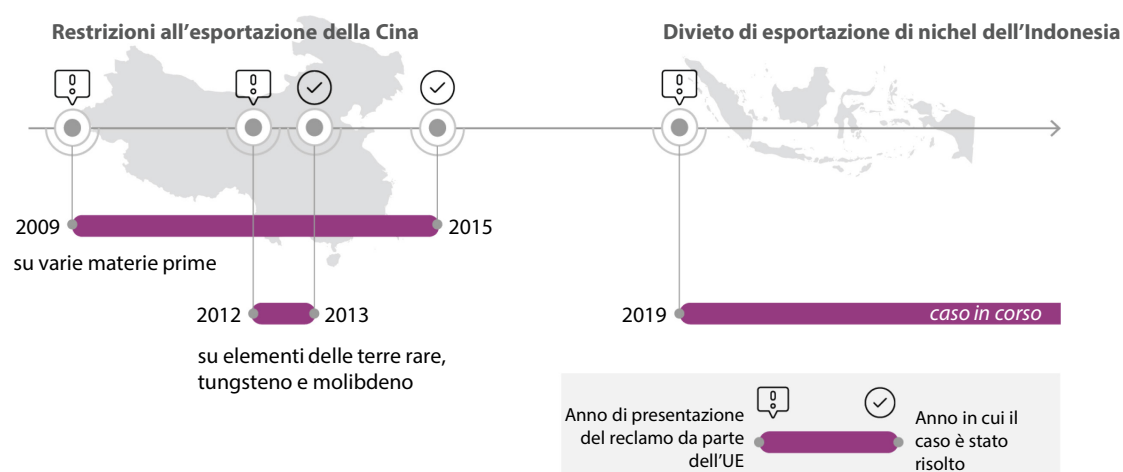 Restrizioni all’esportazione della Cina
Divieto di esportazione di nichel dell’Indonesia
2009
2015
su varie materie prime
2012
2013
su elementi delle terre rare,
tungsteno e molibdeno
2019
caso in corso
Anno di presentazione
del reclamo da parte
dell’UE
Anno in cui il
caso è stato
risolto